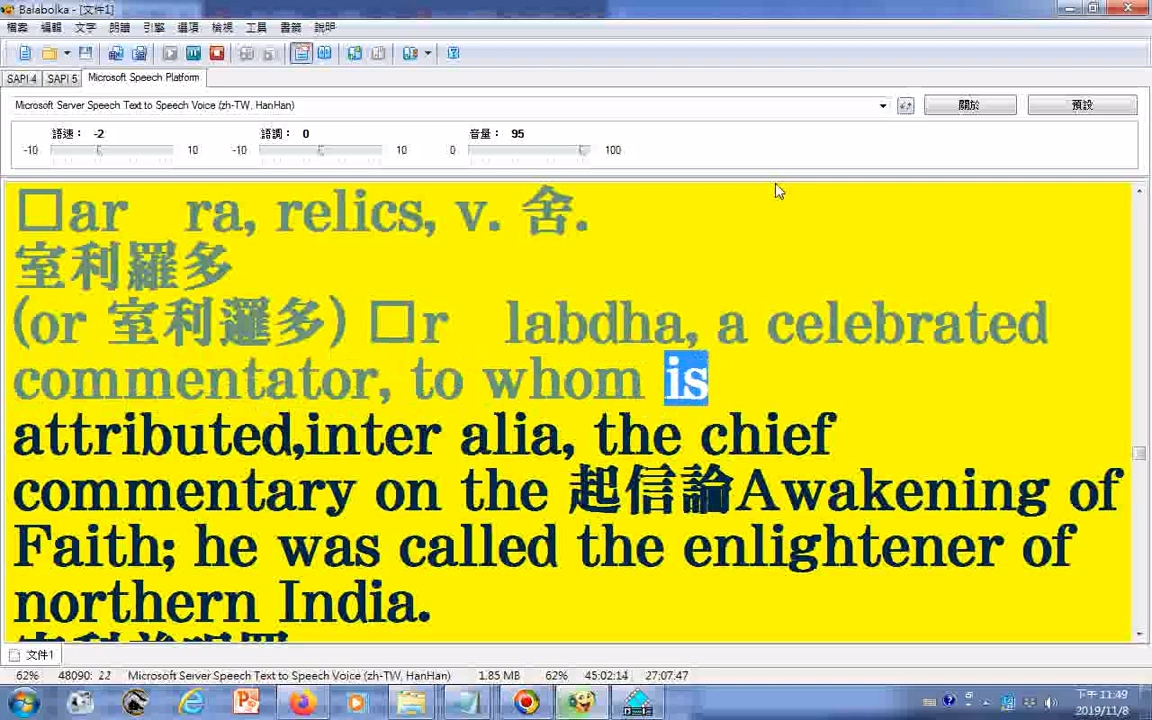 Balabolka - [文件1]
檔案 編輯 文字 朗讀 引擎 選項 檢視 工具 書籤 說明
SAPI 4 SAPI 5 Microsoft Speech Platform
Microsoft Server Speech Text to Speech Voice (zh-TW, HanHan) 關於 預設
語速： -2 語調： 0 音量： 95
-10 10 -10 10 0 100
□ar ra, relics, v. 舍.
室利羅多
(or 室利邏多) □r labdha, a celebrated
commentator, to whom is
attributed,inter alia, the chief
commentary on the 起信論Awakening of
Faith; he was called the enlightener of
northern India.
文件1
62% 48090: 22 Microsoft Server Speech Text to Speech Voice (zh-TW, HanHan) 1.85 MB 62% 45:02:14 27:07:47
下午 11:49
2019/11/8